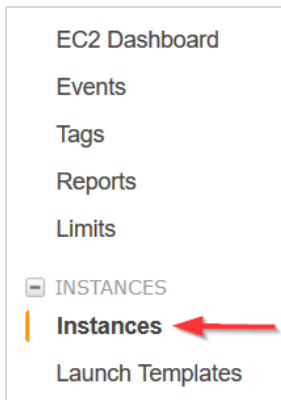 EC2 Dashboard
Events
Tags
Reports
Limits
INSTANCES
Instances
Launch Templates